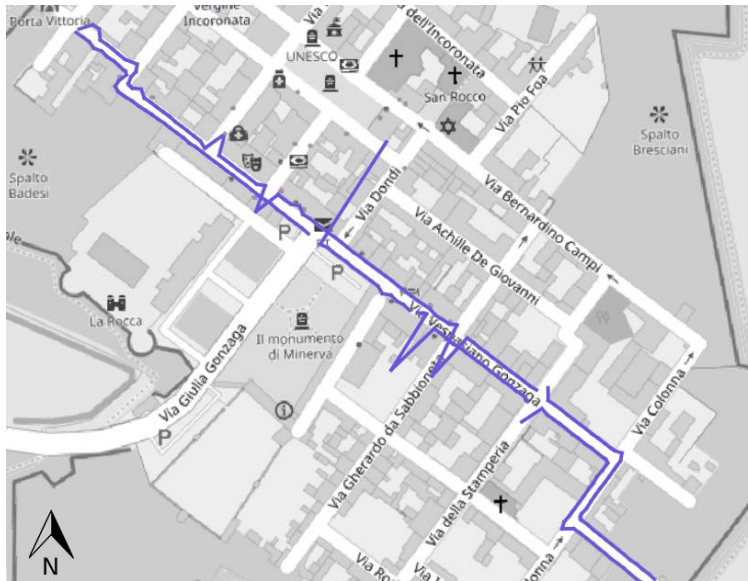 Porta Vittoria
Vergine
Incoronata
UNESCO
dell'Incoronata
San Rocco
Via Pio Foa
Spalto
Bresciani
Spalto
Badesi
Via Dondi
Via Bernardino Campi
Via Achille De Giovanni
P
P
La Rocca
Il monumento
di Minerva
Via Giulia Gonzaga
Via Vespasiano Gonzaga
Via Colonna
Via Gherardo da Sabbioneta
Via della Stamperia
P
N